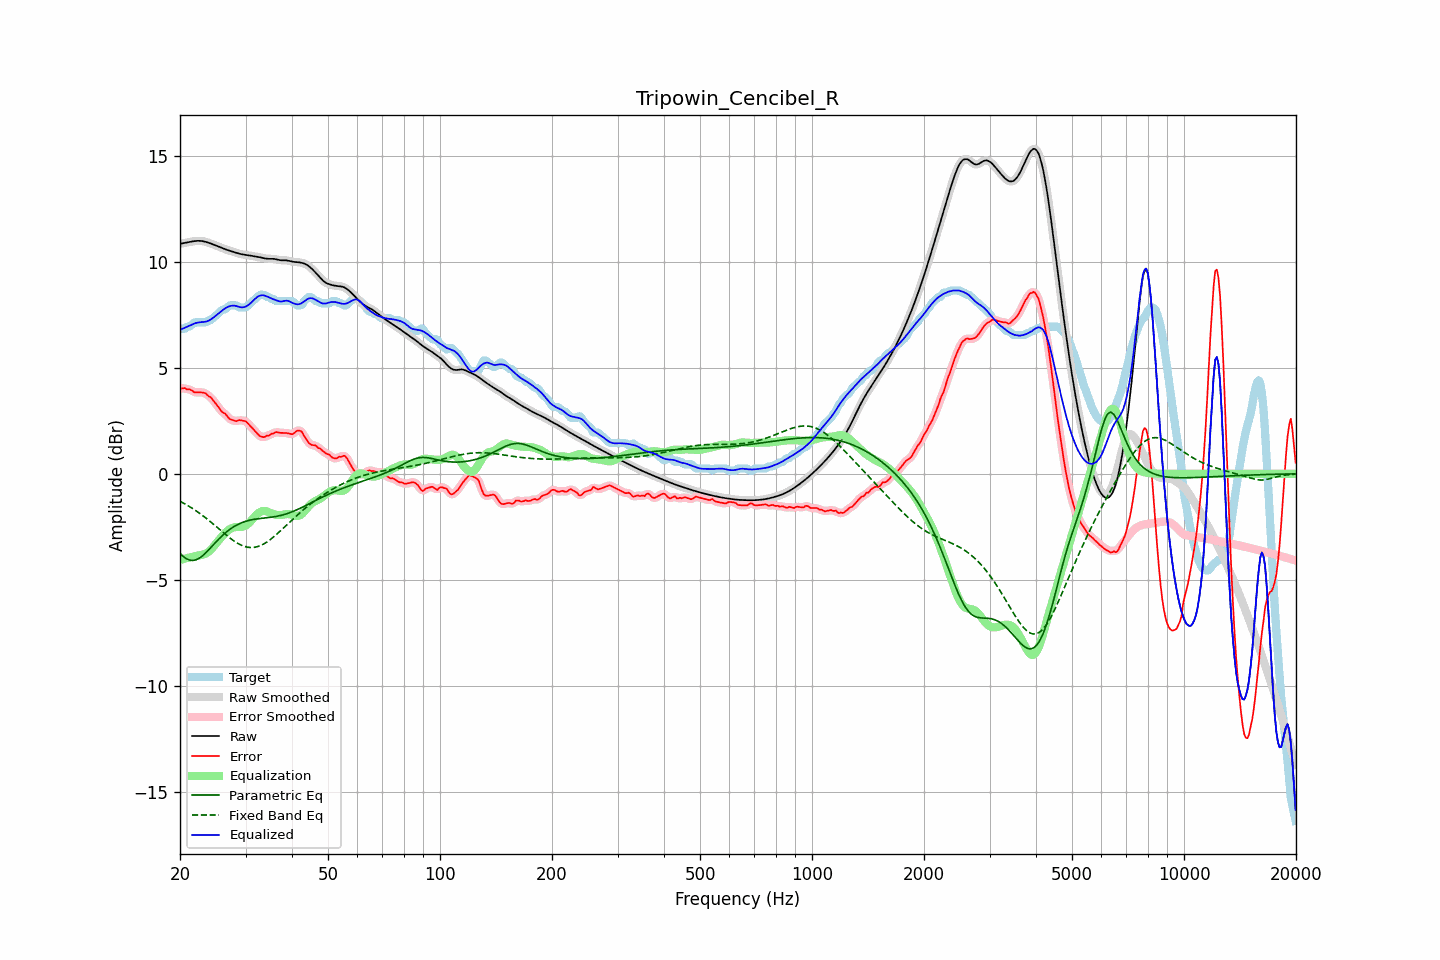 Tripowin_Cencibel_R
Amplitude (dBr)
15
10
5
0
−5
−10
−15
Target
Raw Smoothed
Error Smoothed
Raw
Error
Equalization
Parametric Eq
Fixed Band Eq
Equalized
20
50
100
200
500
1000
2000
5000
10000
20000
Frequency (Hz)